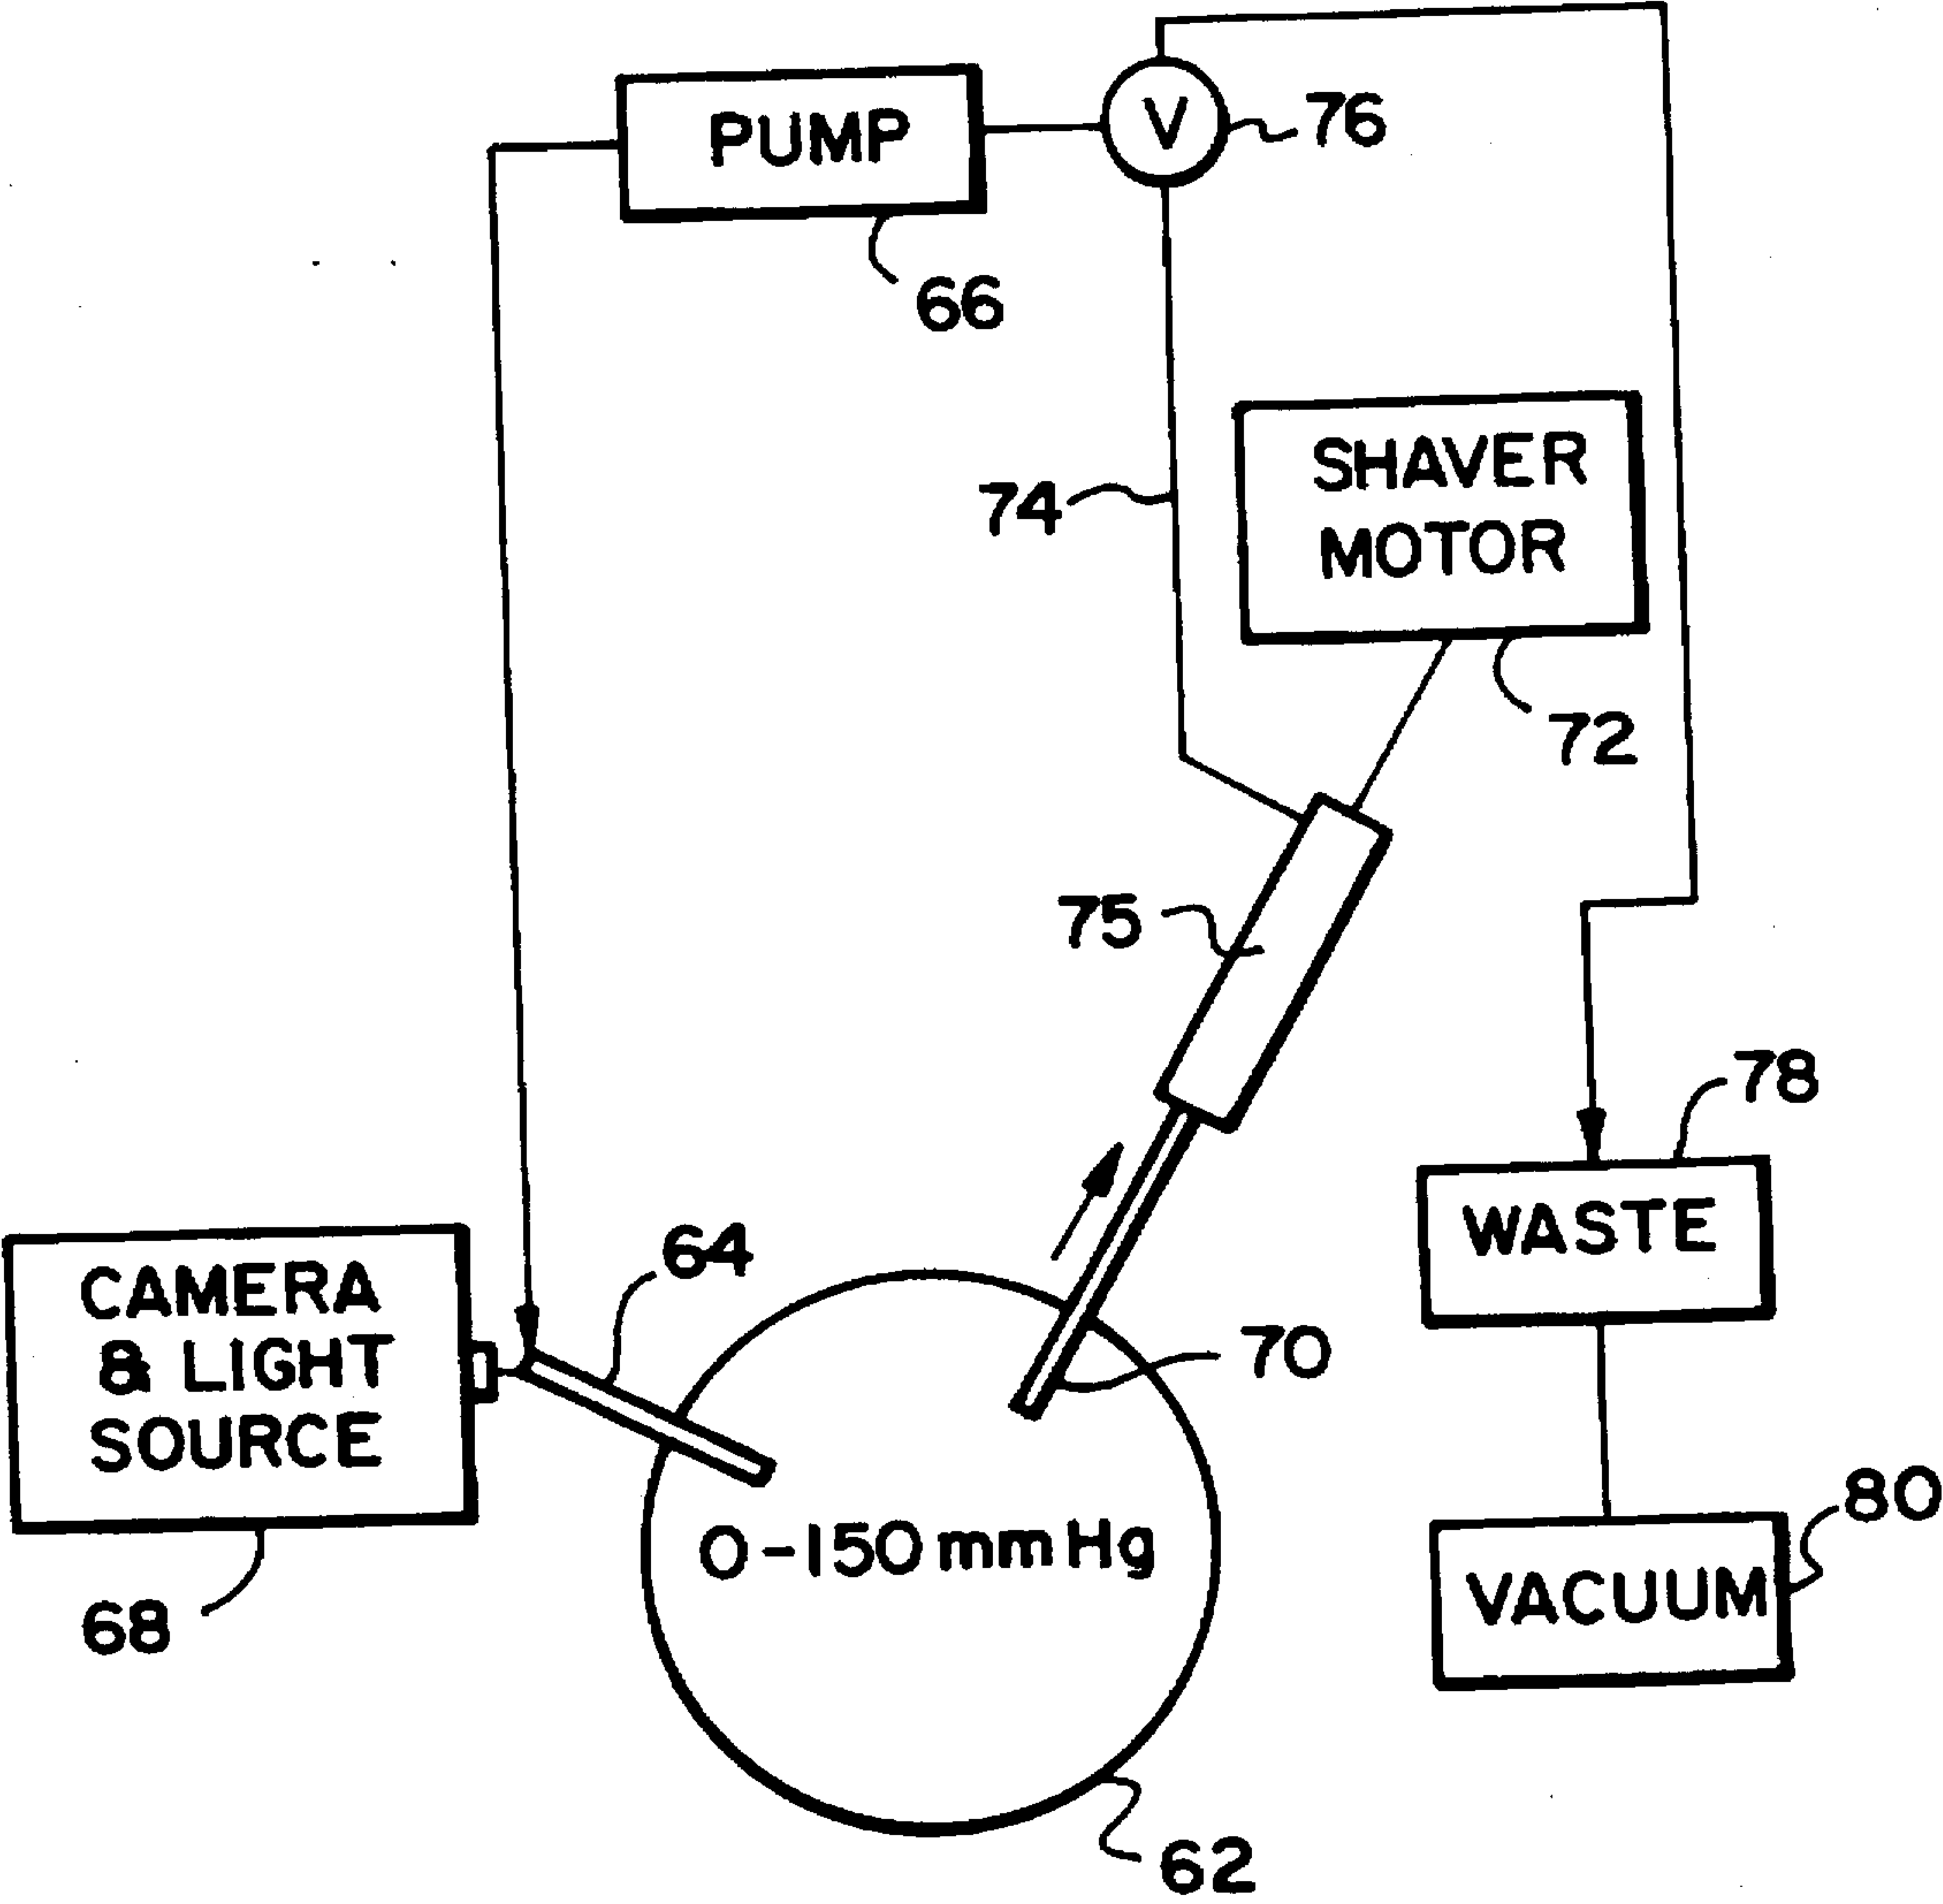 PUMP
V
76
66
SHAVER
MOTOR
74
72
75
78
WASTE
64
CAMERA
& LIGHT
SOURCE
70
80
0-150 mm Hg
VACUUM
68
62